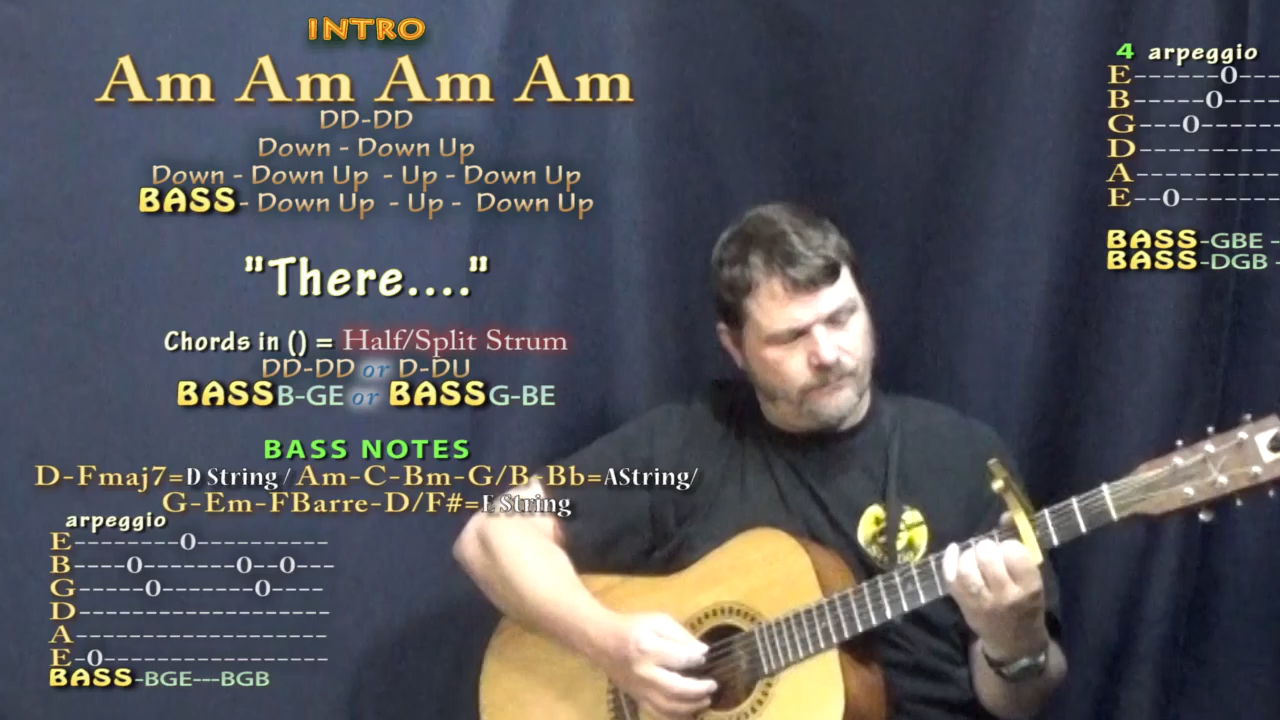 INTRO
Am Am Am Am
DD-DD
Down - Down Up
Down - Down Up - Up - Down Up
BASS- Down Up - Up - Down Up
"There...."
Chords in () = Half/Split Strum
DD-DD or D-DU
BASSB-GE or BASSG-BE
BASS NOTES
D-Fmaj7=D String / Am-C-Bm-G/B-Bb=AString/
G-Em-FBarre-D/F#=E String
arpeggio
E--------0----------
B----0-------0--0---
G-----0-------0----
D-------------------
A-------------------
E-0-----------------
BASS-BGE---BGB
4 arpeggio
E------0---
B-----0----
G---0------
D----------
A----------
E--0-------
BASS-GBE -
BASS-DGB -